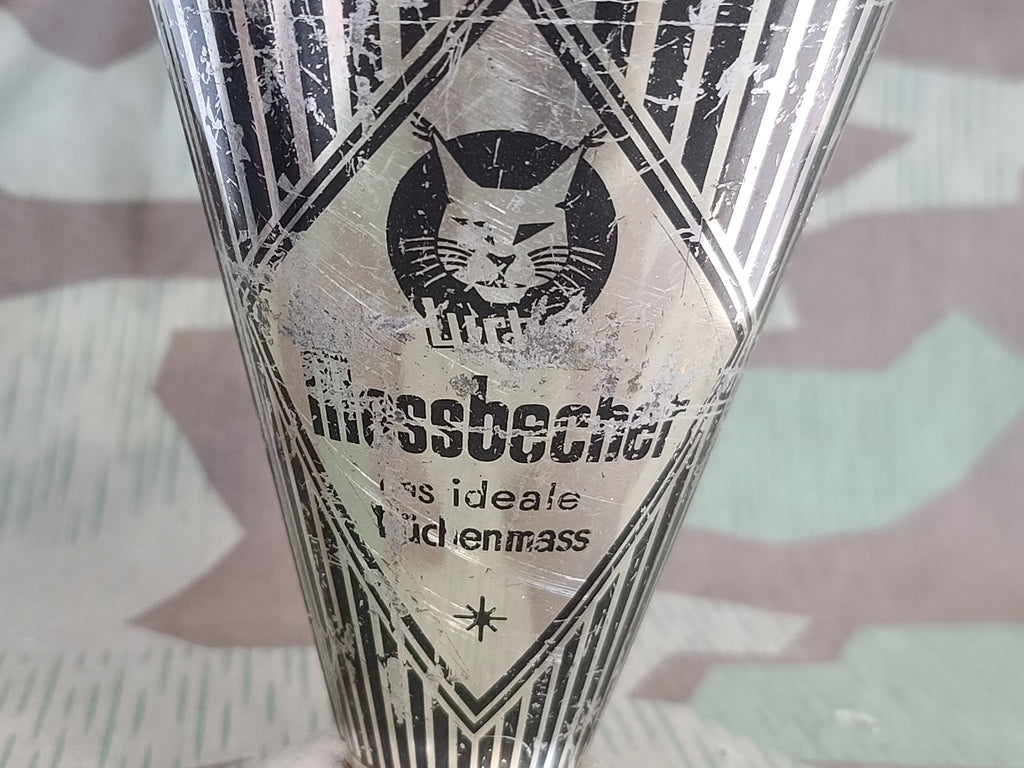 Messbecher
das ideale
Küchenmass